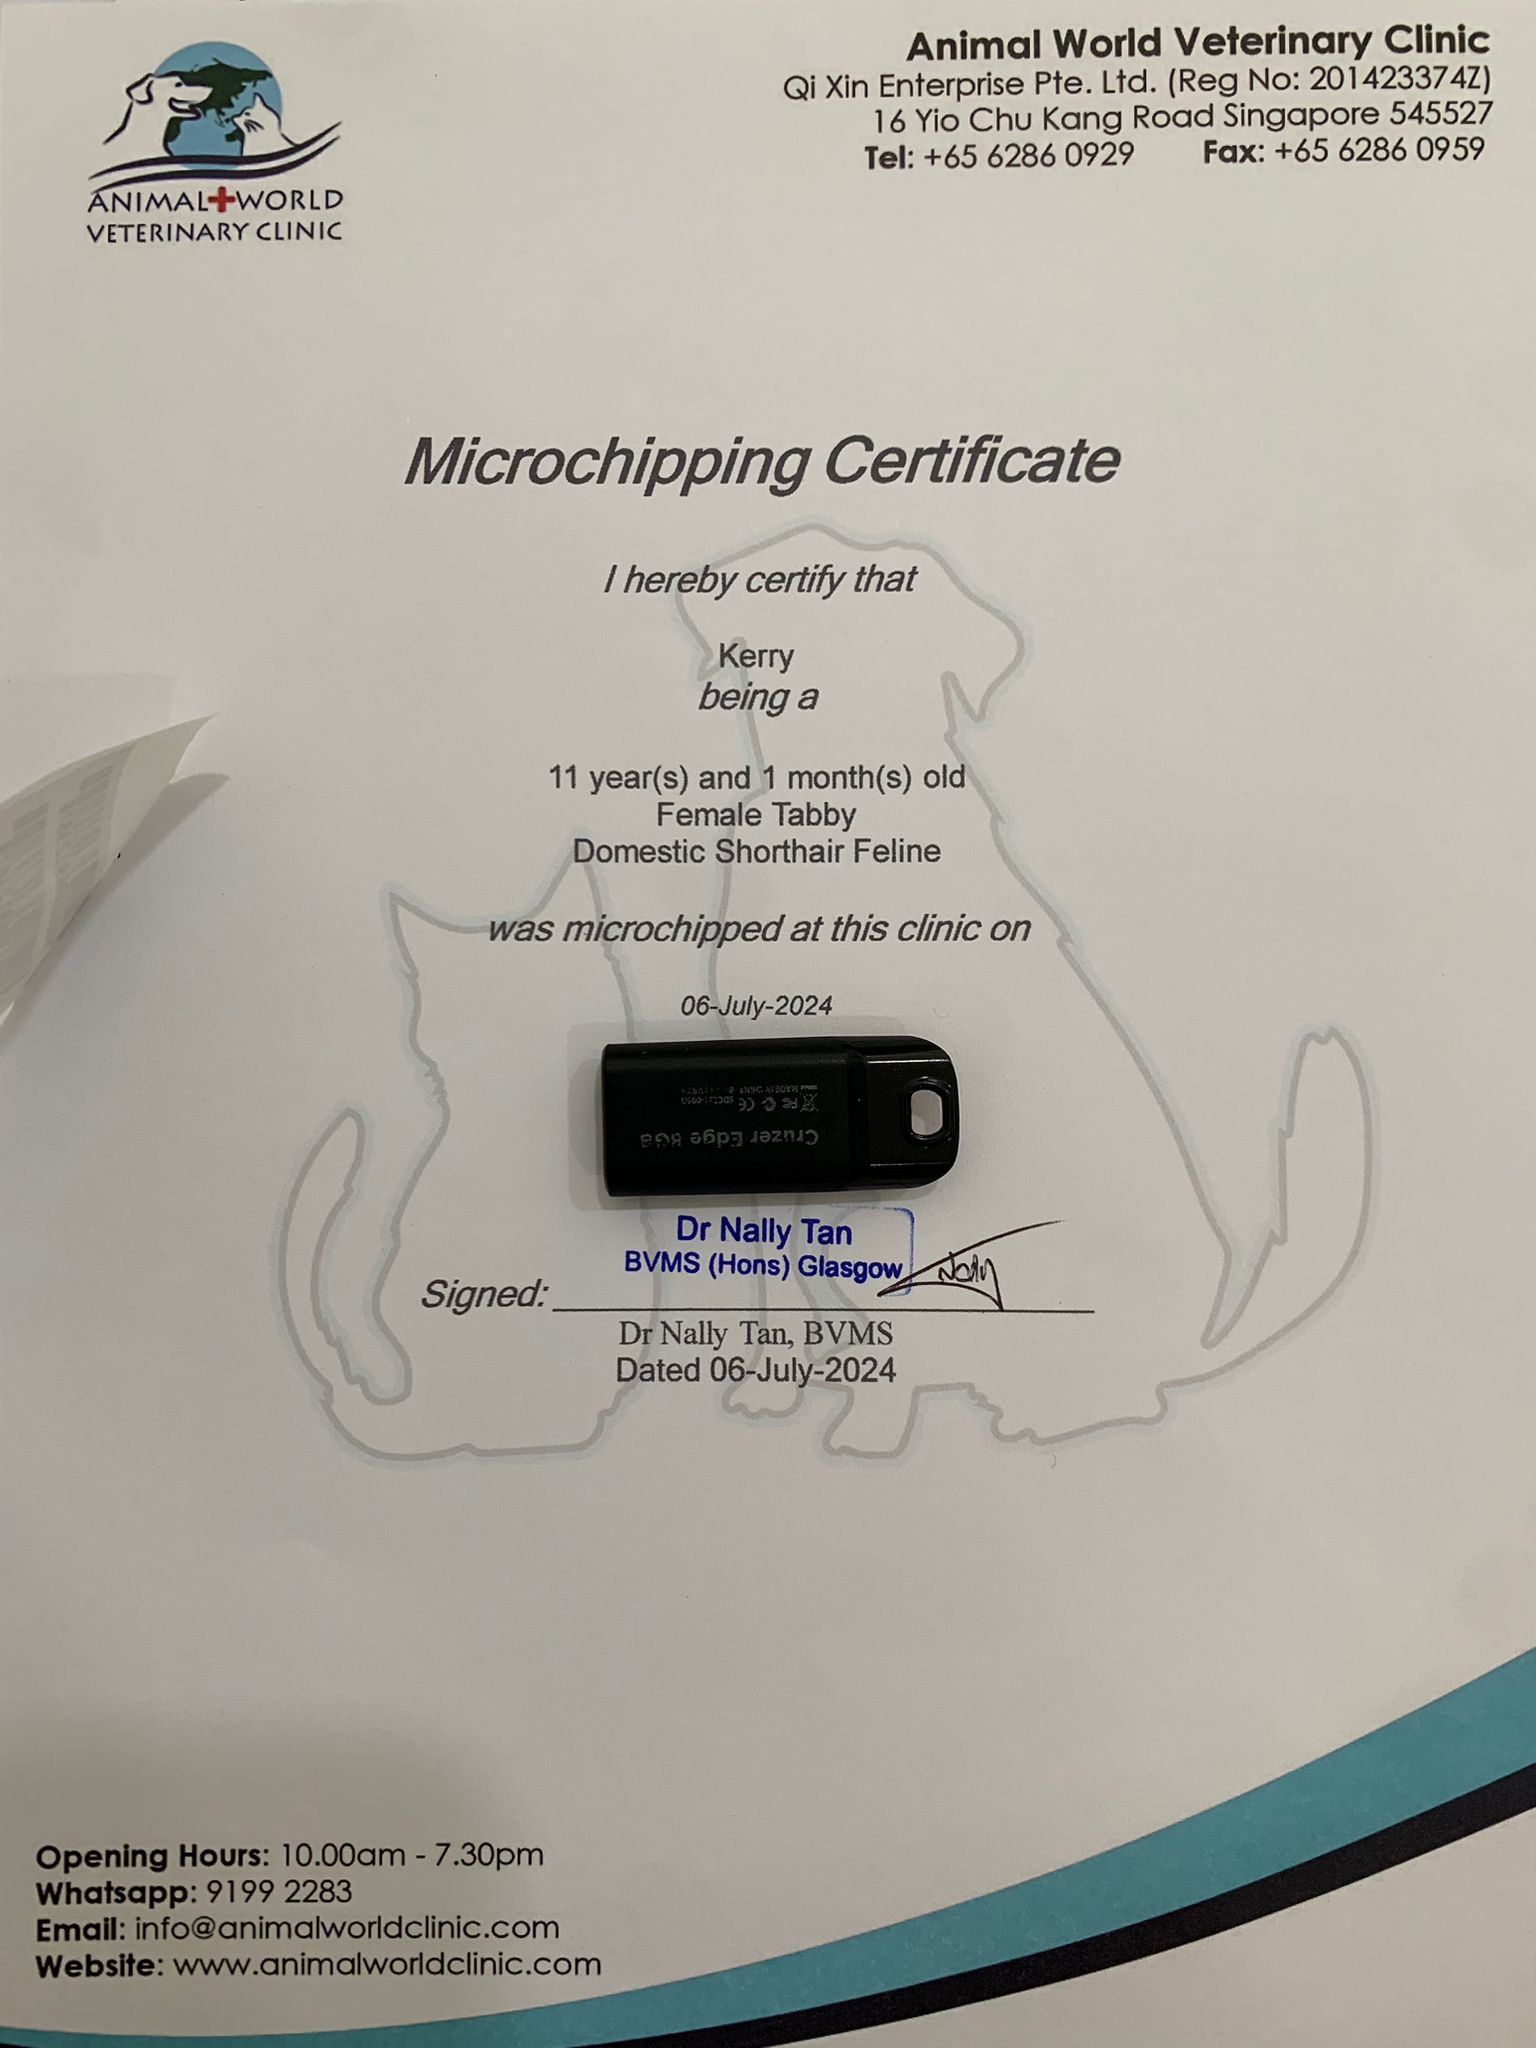 Animal World Veterinary Clinic
Qi Xin Enterprise Pte. Ltd. (Reg No: 201423374Z)
16 Yio Chu Kang Road Singapore 545527
Tel: +65 6286 0929 Fax: +65 6286 0959
ANIMAL+WORLD
VETERINARY CLINIC
Microchipping Certificate
I hereby certify that
Kerry
being a
11 year(s) and 1 month(s) old
Female Tabby
Domestic Shorthair Feline
was microchipped at this clinic on
06-July-2024
Cruzer Edge 8GB
MADE IN CHINA
Dr Nally Tan
BVMS (Hons) Glasgow
Nally
Signed:
Dr Nally Tan, BVMS
Dated 06-July-2024
Opening Hours: 10.00am - 7.30pm
Whatsapp: 9199 2283
Email: info@animalworldclinic.com
Website: www.animalworldclinic.com